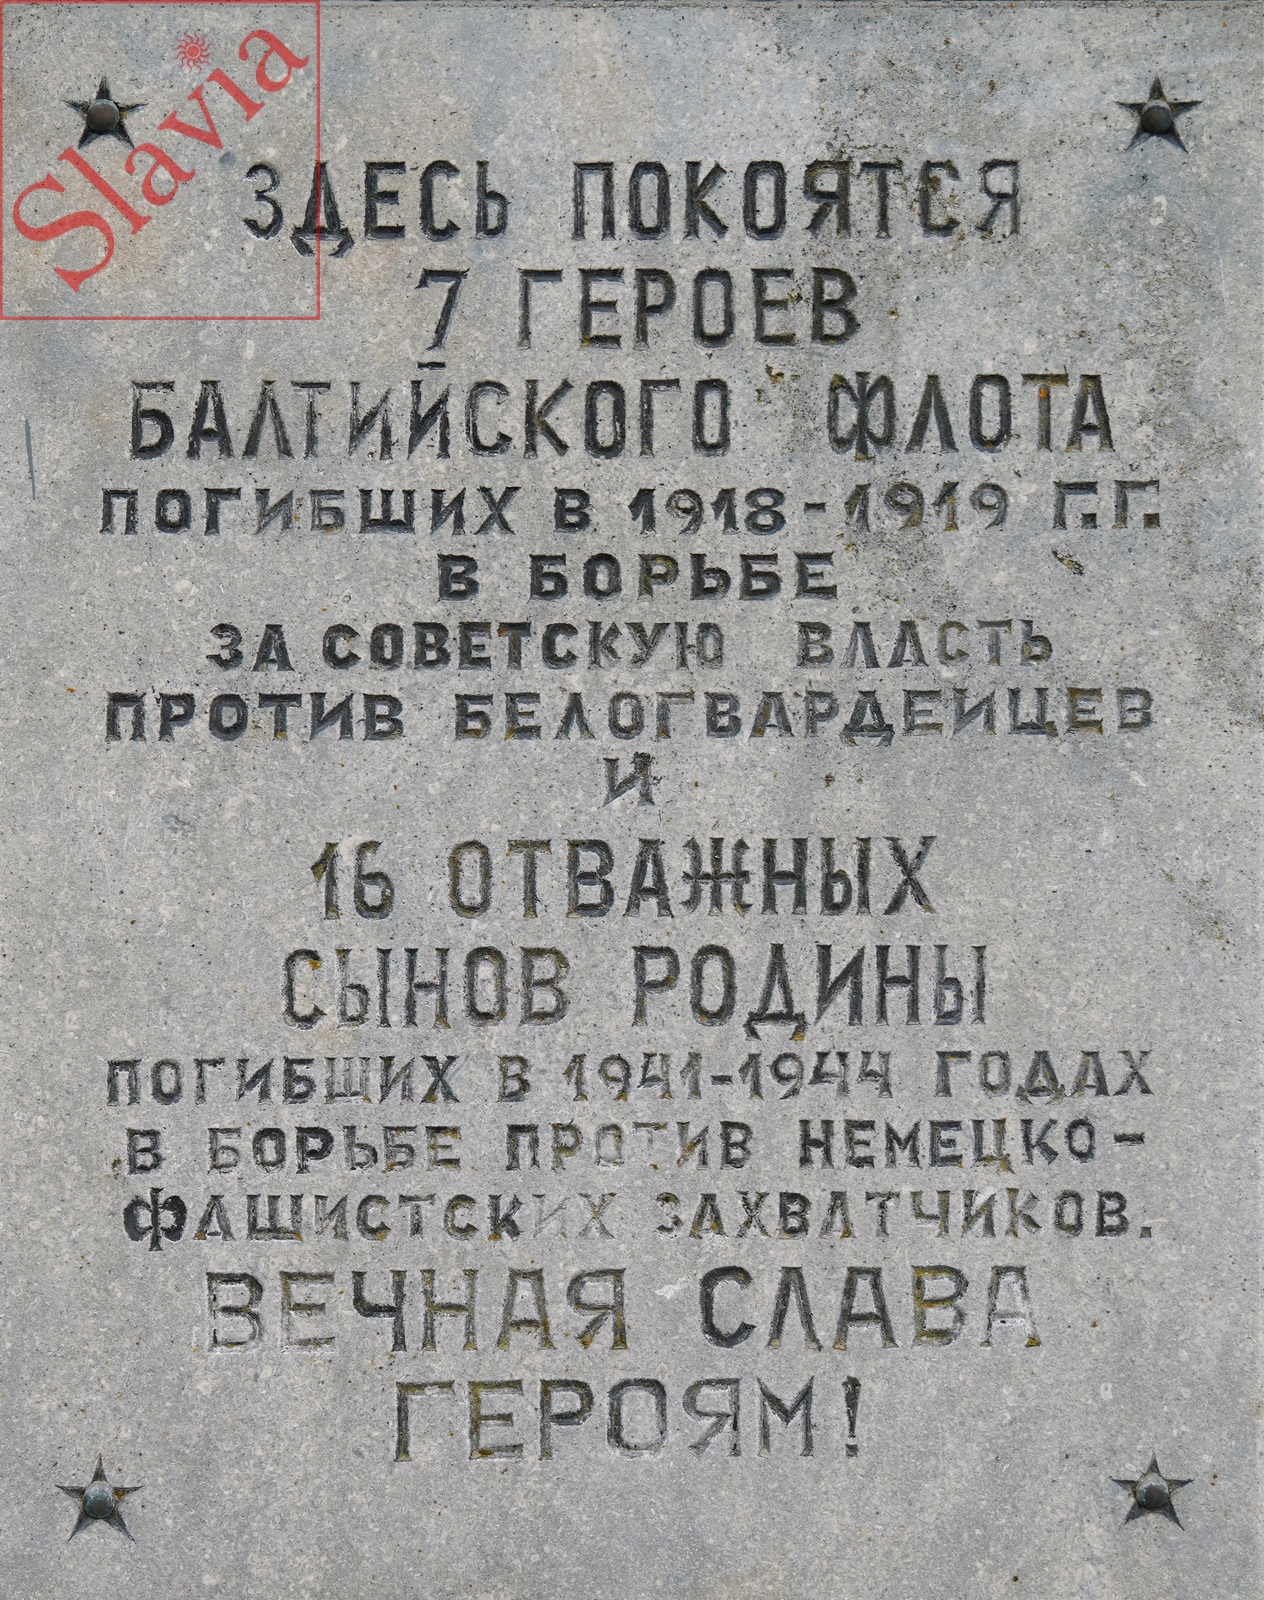 Slavia
ЗДЕСЬ ПОКОЯТСЯ
7 ГЕРОЕВ
БАЛТИЙСКОГО ФЛОТА
ПОГИБШИХ В 1918-1919 Г.Г.
В БОРЬБЕ
ЗА СОВЕТСКУЮ ВЛАСТЬ
ПРОТИВ БЕЛОГВАРДЕИЦЕВ
И
16 ОТВАЖНЫХ
СЫНОВ РОДИНЫ
ПОГИБШИХ В 1941-1944 ГОДАХ
В БОРЬБЕ ПРОТИВ НЕМЕЦКО-
ФАШИСТСКИХ ЗАХВАТЧИКОВ.
ВЕЧНАЯ СЛАВА
ГЕРОЯМ!